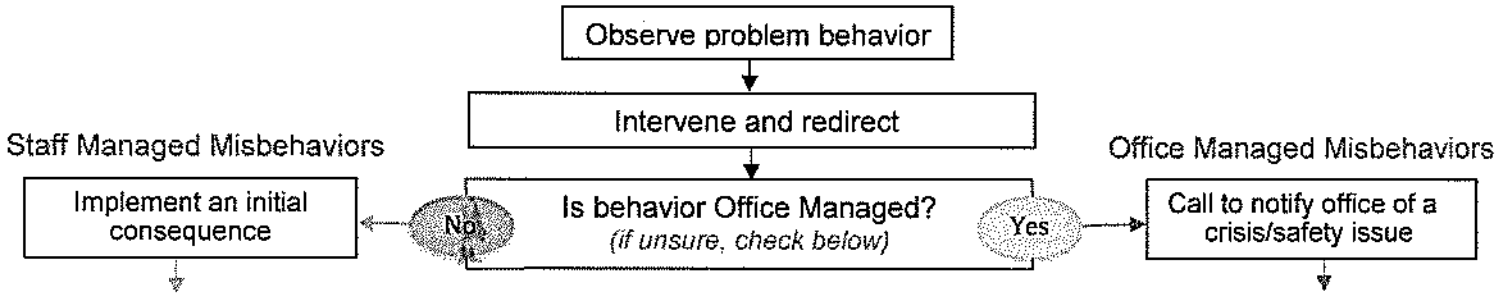 Observe problem behavior
Intervene and redirect
Staff Managed Misbehaviors
Office Managed Misbehaviors
Implement an initial
consequence
No
Is behavior Office Managed?
(if unsure, check below)
Yes
Call to notify office of a
crisis/safety issue